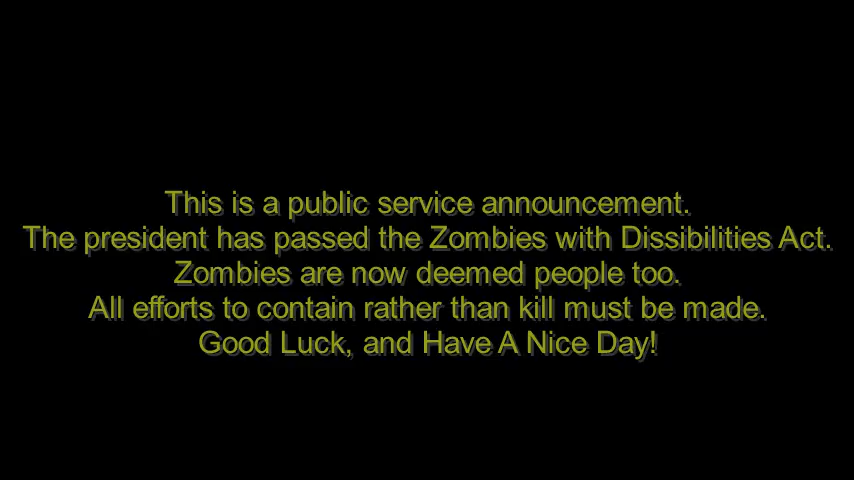 This is a public service announcement.
The president has passed the Zombies with Dissibilities Act.
Zombies are now deemed people too.
All efforts to contain rather than kill must be made.
Good Luck, and Have A Nice Day!